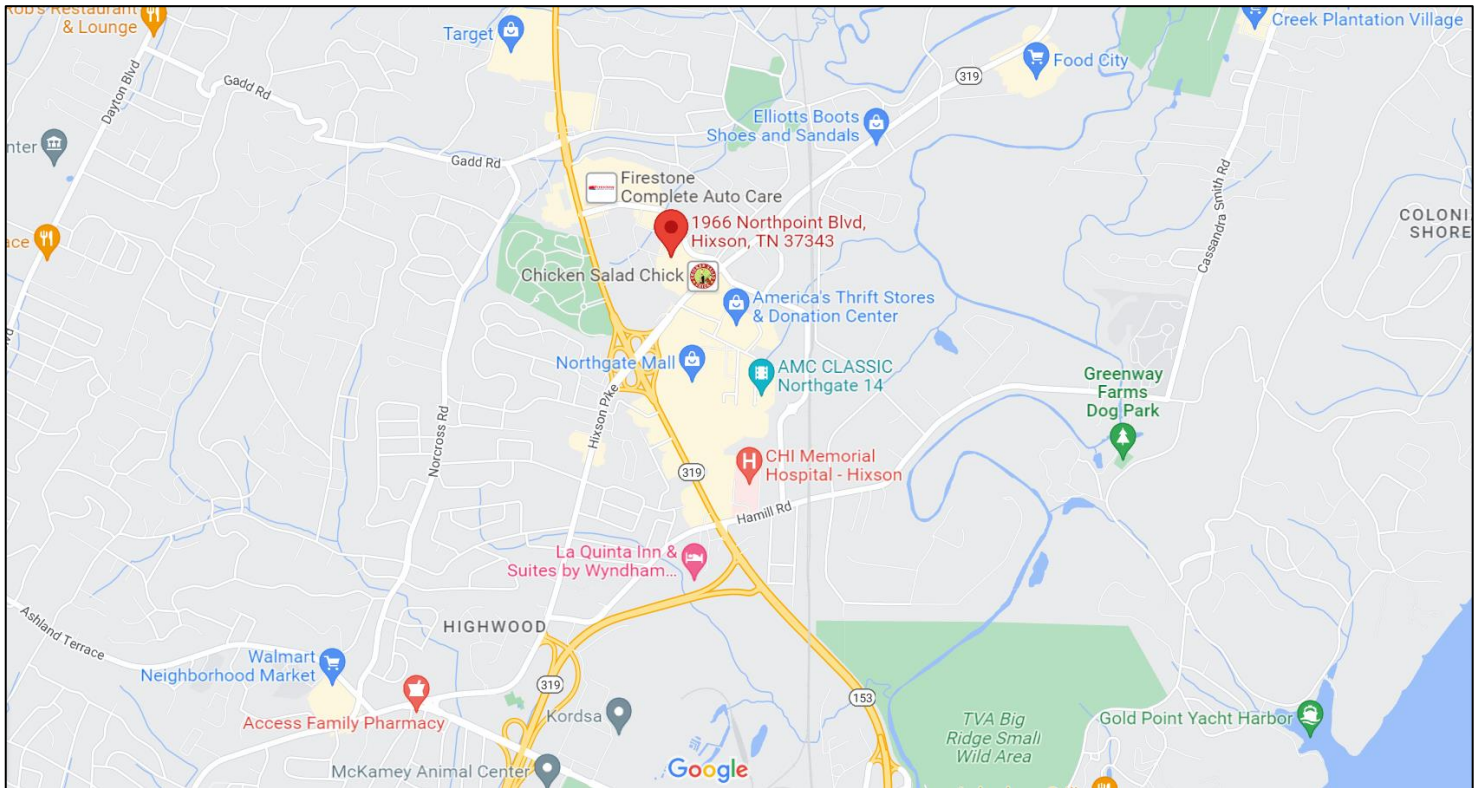 Rob's Restaurant
& Lounge
Target
Creek Plantation Village
Food City
319
Dayton Blvd
Gadd Rd
Elliotts Boots
Shoes and Sandals
nter
Gadd Rd
Firestone
Complete Auto Care
Cassandra Smith Rd
1966 Northpoint Blvd,
Hixson, TN 37343
COLONI
SHORE
ace
Chicken Salad Chick
America's Thrift Stores
& Donation Center
Northgate Mall
AMC CLASSIC
Northgate 14
Greenway
Farms
Dog Park
Hixson Pike
Norcross Rd
319
H
CHI Memorial
Hospital - Hixson
Hamill Rd
La Quinta Inn &
Suites by Wyndham...
Ashland Terrace
HIGHWOOD
Walmart
Neighborhood Market
319
153
Access Family Pharmacy
Kordsa
TVA Big
Ridge Small
Wild Area
Gold Point Yacht Harbor
McKamey Animal Center
Google